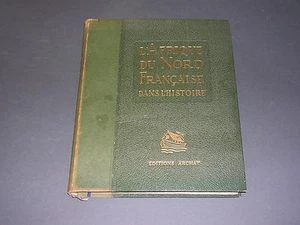 L'AFRIQUE
DU NORD
FRANÇAISE
DANS L'HISTOIRE
EDITIONS ARCHAT